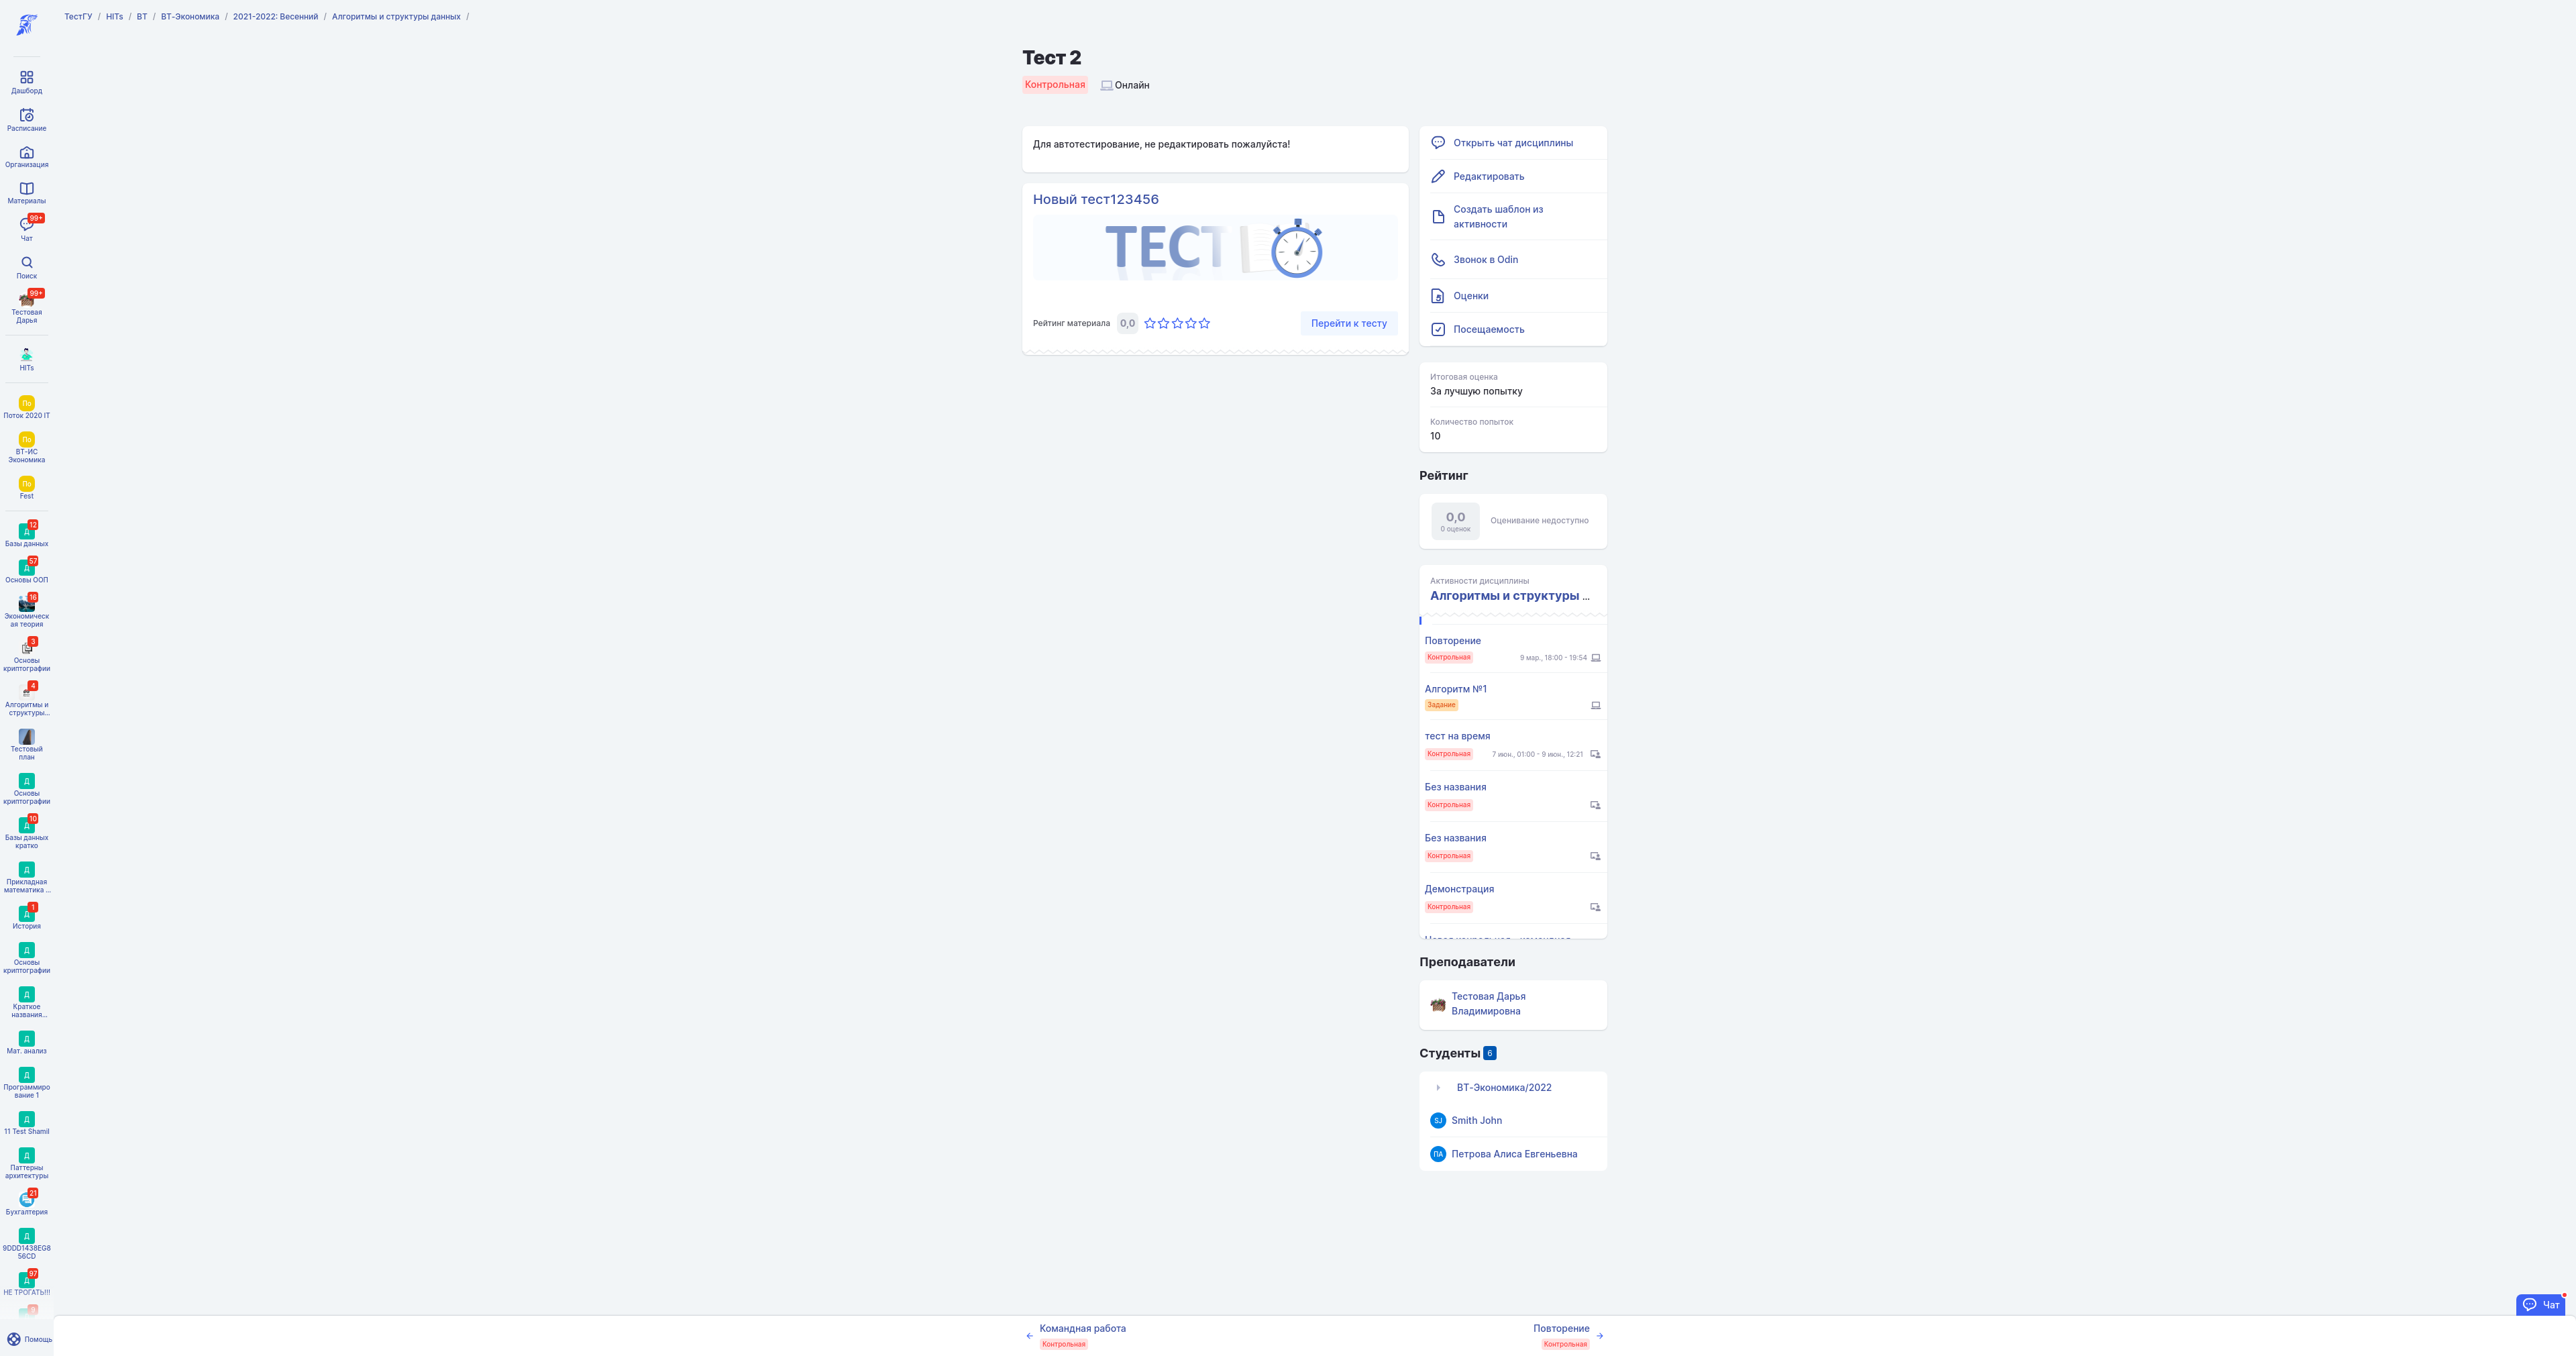 ТестГУ / HITs / ВТ / ВТ-Экономика / 2021-2022: Весенний / Алгоритмы и структуры данных /
Дашборд
Расписание
Организация
Материалы
99+
Чат
Поиск
99+
Тестовая
Дарья
HITs
По
Поток 2020 IT
По
ВТ-ИС
Экономика
По
Fest
12
Д
Базы данных
57
Д
Основы ООП
16
Экономическ
ая теория
3
Основы
криптографии
4
Алгоритмы и
структуры...
Тестовый
план
Д
Основы
криптографии
10
Д
Базы данных
кратко
Д
Прикладная
математика ...
1
Д
История
Д
Основы
криптографии
Д
Краткое
названия...
Д
Мат. анализ
Д
Программиро
вание 1
Д
11 Test Shamil
Д
Паттерны
архитектуры
21
Бухгалтерия
Д
9DDD1438EG8
56CD
97
Д
НЕ ТРОГАТЬ!!!
Помощь
Тест 2
Контрольная
Онлайн
Для автотестирование, не редактировать пожалуйста!
Новый тест123456
ТЕСТ
Рейтинг материала 0,0
Перейти к тесту
Открыть чат дисциплины
Редактировать
Создать шаблон из
активности
Звонок в Odin
Оценки
Посещаемость
Итоговая оценка
За лучшую попытку
Количество попыток
10
Рейтинг
0,0
0 оценок
Оценивание недоступно
Активности дисциплины
Алгоритмы и структуры ...
Повторение
Контрольная 9 мар., 18:00 - 19:54
Алгоритм №1
Задание
тест на время
Контрольная 7 июн., 01:00 - 9 июн., 12:21
Без названия
Контрольная
Без названия
Контрольная
Демонстрация
Контрольная
Преподаватели
Тестовая Дарья
Владимировна
Студенты 6
ВТ-Экономика/2022
SJ Smith John
ПА Петрова Алиса Евгеньевна
Чат
Командная работа
Контрольная
Повторение
Контрольная